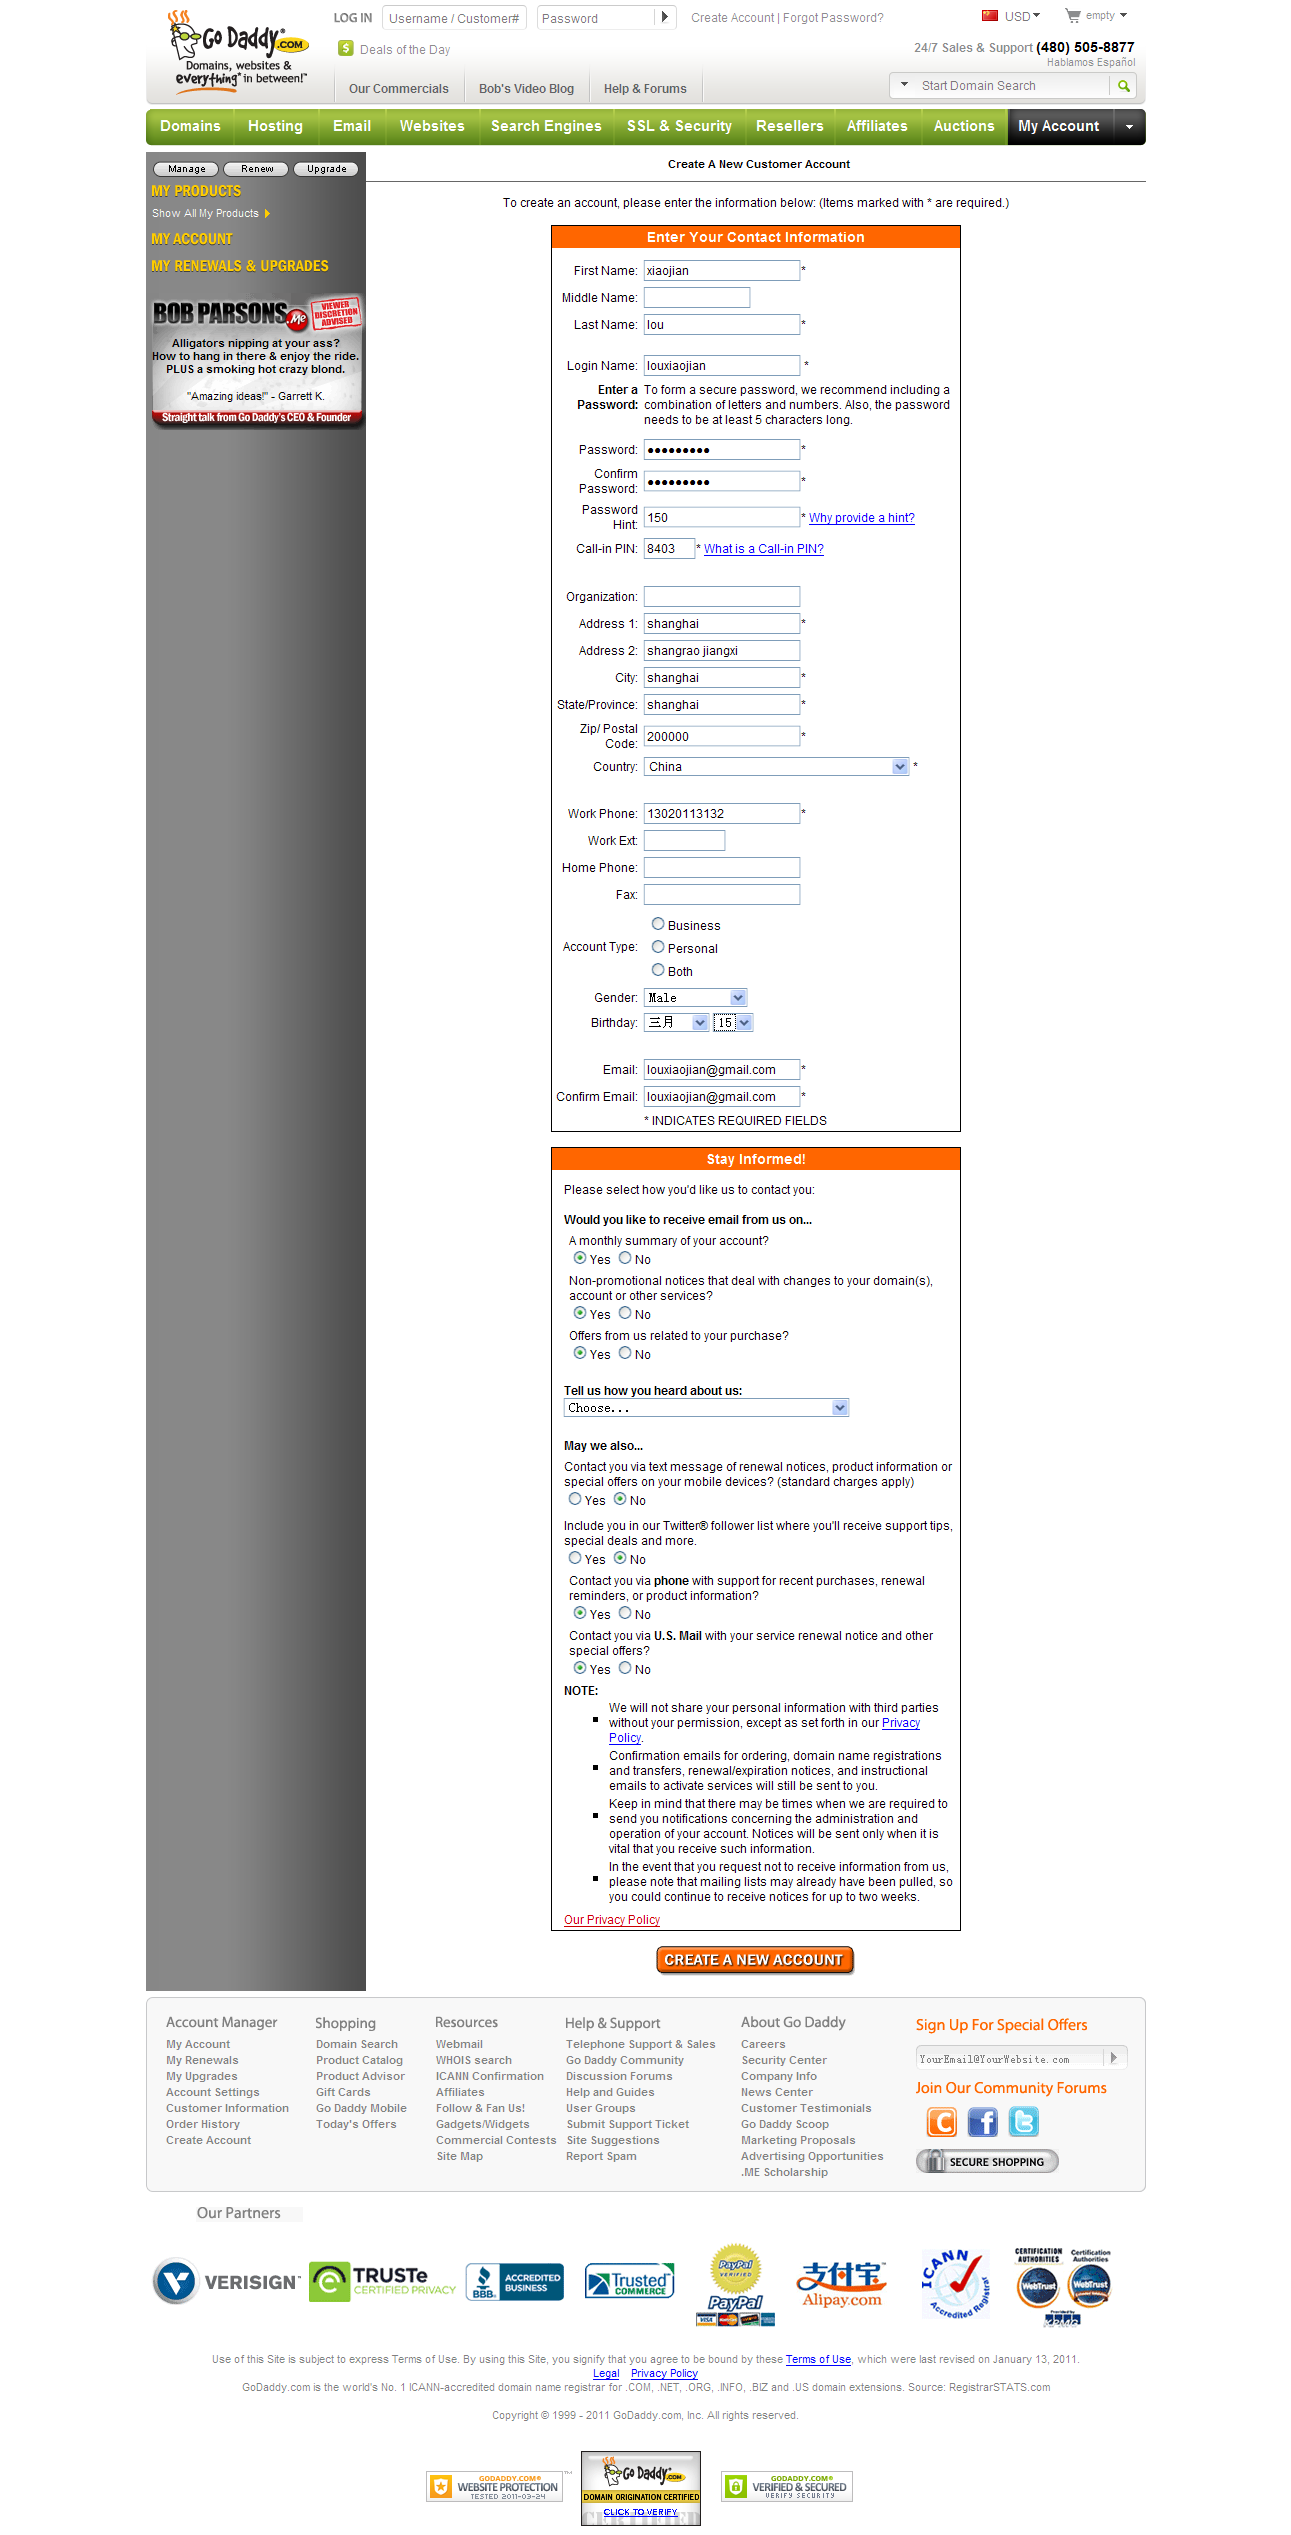 LOG IN Username / Customer# Password Create Account | Forgot Password? USD empty
Go Daddy.COM
Domains, websites &
everything* in between!™
$ Deals of the Day
24/7 Sales & Support (480) 505-8877
Hablamos Español
Our Commercials Bob's Video Blog Help & Forums
Start Domain Search
Domains Hosting Email Websites Search Engines SSL & Security Resellers Affiliates Auctions My Account
Manage Renew Upgrade
MY PRODUCTS
Show All My Products
MY ACCOUNT
MY RENEWALS & UPGRADES
BOB PARSONS.Me
VIEWER DISCRETION ADVISED
Alligators nipping at your ass?
How to hang in there & enjoy the ride.
PLUS a smoking hot crazy blond.
"Amazing ideas!" - Garrett K.
Straight talk from Go Daddy's CEO & Founder
Create A New Customer Account
To create an account, please enter the information below: (Items marked with * are required.)
Enter Your Contact Information
First Name: xiaojian *
Middle Name:
Last Name: lou *
Login Name: louxiaojian *
Enter a Password: To form a secure password, we recommend including a
combination of letters and numbers. Also, the password
needs to be at least 5 characters long.
Password: ●●●●●●●●● *
Confirm Password: ●●●●●●●●● *
Password Hint: 150 * Why provide a hint?
Call-in PIN: 8403 * What is a Call-in PIN?
Organization:
Address 1: shanghai *
Address 2: shangrao jiangxi
City: shanghai *
State/Province: shanghai *
Zip/ Postal Code: 200000 *
Country: China *
Work Phone: 13020113132 *
Work Ext:
Home Phone:
Fax:
Account Type:
Business
Personal
Both
Gender: Male
Birthday: 三月 15
Email: louxiaojian@gmail.com *
Confirm Email: louxiaojian@gmail.com *
* INDICATES REQUIRED FIELDS
Stay Informed!
Please select how you'd like us to contact you:
Would you like to receive email from us on...
A monthly summary of your account?
Yes No
Non-promotional notices that deal with changes to your domain(s),
account or other services?
Yes No
Offers from us related to your purchase?
Yes No
Tell us how you heard about us:
Choose...
May we also...
Contact you via text message of renewal notices, product information or
special offers on your mobile devices? (standard charges apply)
Yes No
Include you in our Twitter® follower list where you'll receive support tips,
special deals and more.
Yes No
Contact you via phone with support for recent purchases, renewal
reminders, or product information?
Yes No
Contact you via U.S. Mail with your service renewal notice and other
special offers?
Yes No
NOTE:
We will not share your personal information with third parties
without your permission, except as set forth in our Privacy
Policy.
Confirmation emails for ordering, domain name registrations
and transfers, renewal/expiration notices, and instructional
emails to activate services will still be sent to you.
Keep in mind that there may be times when we are required to
send you notifications concerning the administration and
operation of your account. Notices will be sent only when it is
vital that you receive such information.
In the event that you request not to receive information from us,
please note that mailing lists may already have been pulled, so
you could continue to receive notices for up to two weeks.
Our Privacy Policy
CREATE A NEW ACCOUNT
Account Manager
My Account
My Renewals
My Upgrades
Account Settings
Customer Information
Order History
Create Account
Shopping
Domain Search
Product Catalog
Product Advisor
Gift Cards
Go Daddy Mobile
Today's Offers
Resources
Webmail
WHOIS search
ICANN Confirmation
Affiliates
Follow & Fan Us!
Gadgets/Widgets
Commercial Contests
Site Map
Help & Support
Telephone Support & Sales
Go Daddy Community
Discussion Forums
Help and Guides
User Groups
Submit Support Ticket
Site Suggestions
Report Spam
About Go Daddy
Careers
Security Center
Company Info
News Center
Customer Testimonials
Go Daddy Scoop
Marketing Proposals
Advertising Opportunities
.ME Scholarship
Sign Up For Special Offers
YourEmail@YourWebsite.com
Join Our Community Forums
SECURE SHOPPING
Our Partners
VERISIGN™
TRUSTe CERTIFIED PRIVACY
BBB. ACCREDITED BUSINESS
Trusted COMMERCE
PayPal VERIFIED PayPal VISA
支付宝™ Alipay.com
ICANN Accredited Registrar
CERTIFICATION AUTHORITIES WebTrust
Certification Authorities WebTrust
Provided by KPMG
Use of this Site is subject to express Terms of Use. By using this Site, you signify that you agree to be bound by these Terms of Use, which were last revised on January 13, 2011.
Legal Privacy Policy
GoDaddy.com is the world's No. 1 ICANN-accredited domain name registrar for .COM, .NET, .ORG, .INFO, .BIZ and .US domain extensions. Source: RegistrarSTATS.com
Copyright © 1999 - 2011 GoDaddy.com, Inc. All rights reserved.
GODADDY.COM® WEBSITE PROTECTION™ TESTED 2011-03-24
Go Daddy.COM
DOMAIN ORIGINATION CERTIFIED
CLICK TO VERIFY
GODADDY.COM® VERIFIED & SECURED VERIFY SECURITY